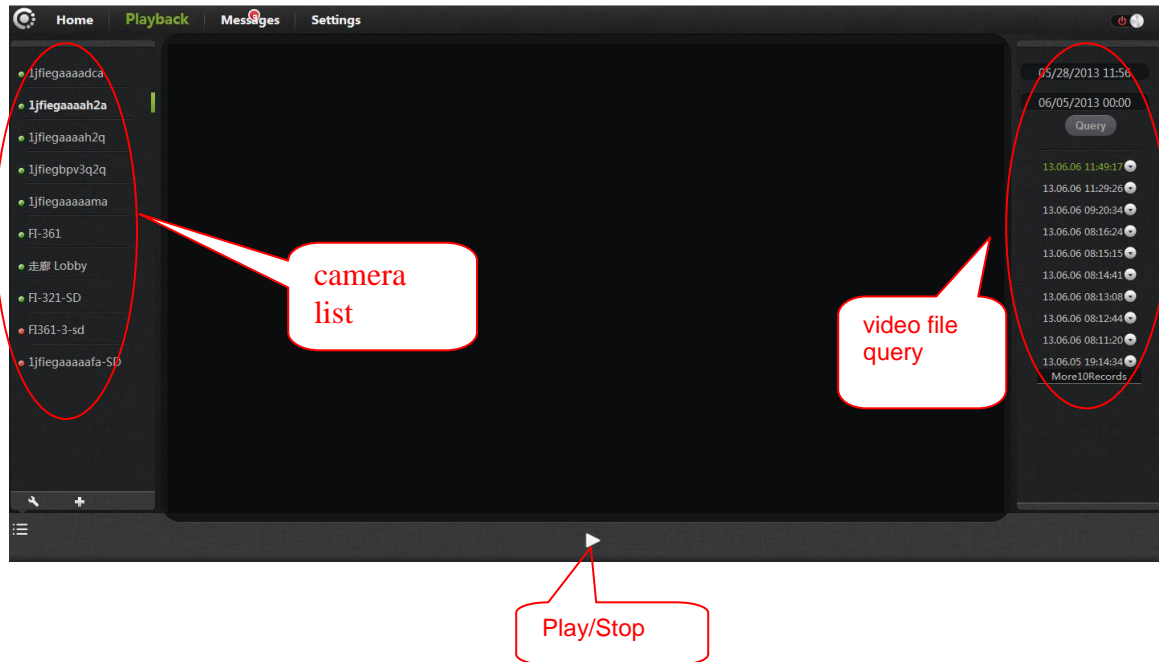 Home Playback Messages Settings
1jfiegaaaadca
1jfiegaaaah2a
1jfiegaaaah2q
1jfiegbpv3q2q
1jfiegaaaaama
FI-361
走廊 Lobby
FI-321-SD
FI361-3-sd
1jfiegaaaaafa-SD
camera
list
05/28/2013 11:56
06/05/2013 00:00
Query
13.06.06 11:49:17
13.06.06 11:29:26
13.06.06 09:20:34
13.06.06 08:16:24
13.06.06 08:15:15
13.06.06 08:14:41
13.06.06 08:13:08
13.06.06 08:12:44
13.06.06 08:11:20
13.06.05 19:14:34
More10Records
video file
query
Play/Stop